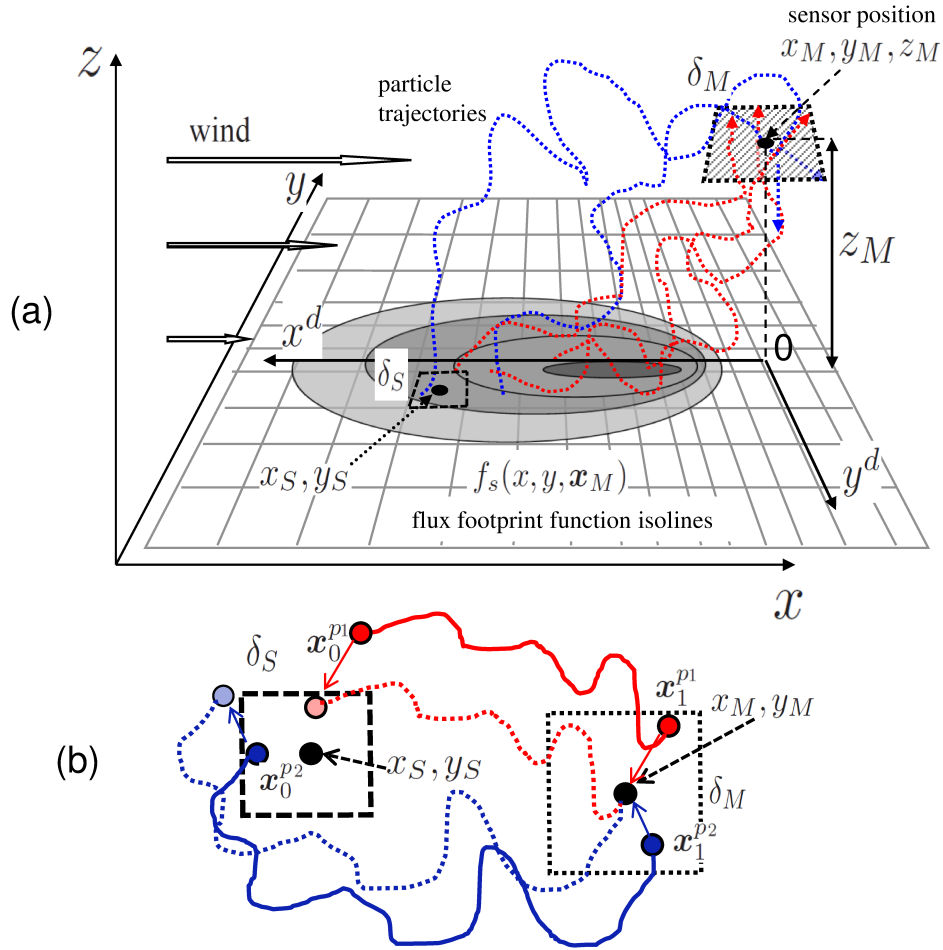 sensor position
x_M, y_M, z_M
z
δ_M
particle
trajectories
wind
y
z_M
(a)
x^d
0
δ_S
x_S, y_S
f_s(x, y, x_M)
y^d
flux footprint function isolines
x
x_0^{p1}
δ_S
x_1^{p1}
x_M, y_M
(b)
x_S, y_S
x_0^{p2}
δ_M
x_1^{p2}